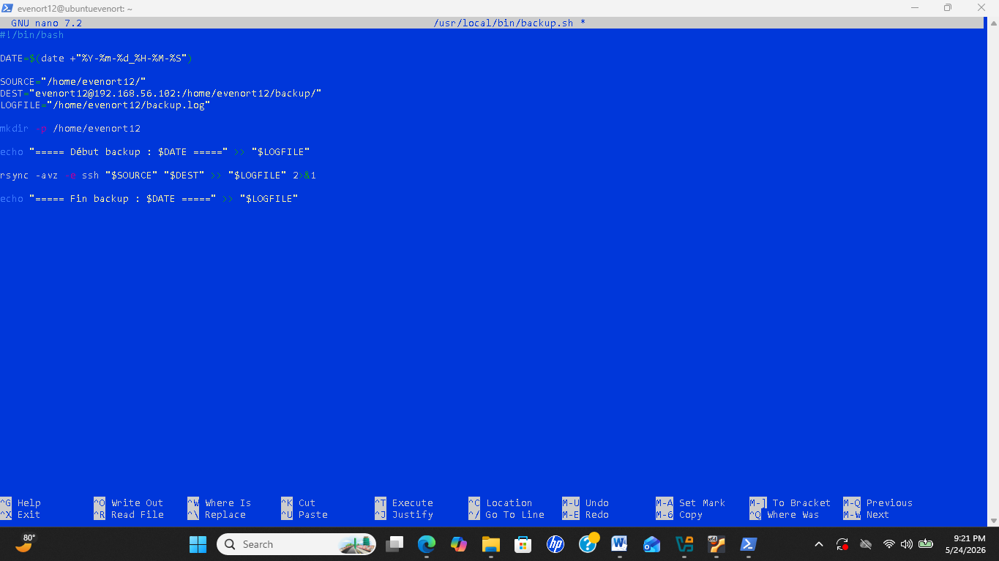 evenort12@ubuntuevenort: ~
GNU nano 7.2 /usr/local/bin/backup.sh *
#!/bin/bash
DATE=$(date +"%Y-%m-%d_%H-%M-%S")
SOURCE="/home/evenort12/"
DEST="evenort12@192.168.56.102:/home/evenort12/backup/"
LOGFILE="/home/evenort12/backup.log"
mkdir -p /home/evenort12
echo "===== Début backup : $DATE =====" >> "$LOGFILE"
rsync -avz -e ssh "$SOURCE" "$DEST" >> "$LOGFILE" 2>&1
echo "===== Fin backup : $DATE =====" >> "$LOGFILE"
^G Help ^O Write Out ^W Where Is ^K Cut ^T Execute ^C Location M-U Undo M-A Set Mark M-] To Bracket M-Q Previous
^X Exit ^R Read File ^\ Replace ^U Paste ^J Justify ^/ Go To Line M-E Redo M-6 Copy ^Q Where Was M-W Next
80° Search 9:21 PM
5/24/2026